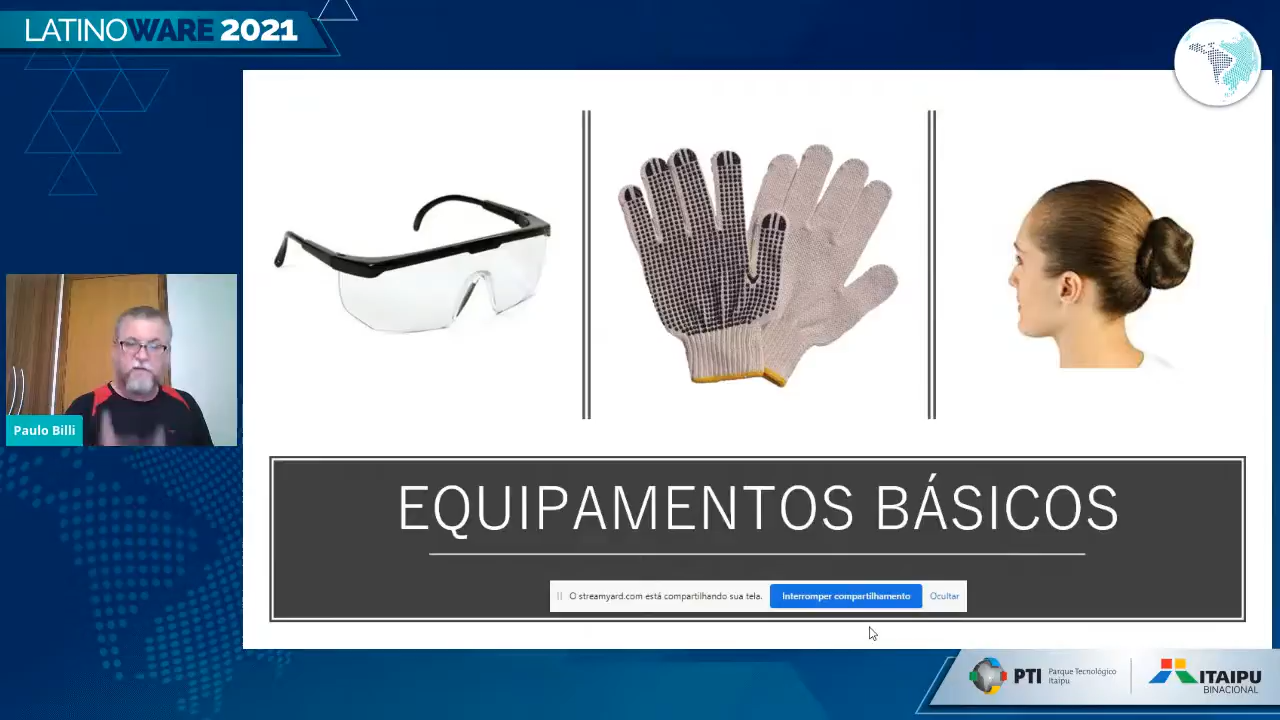 LATINOWARE 2021
Paulo Billi
EQUIPAMENTOS BÁSICOS
O streamyard.com está compartilhando sua tela.
Interromper compartilhamento
Ocultar
PTI
Parque Tecnológico
Itaipu
ITAIPU
BINACIONAL